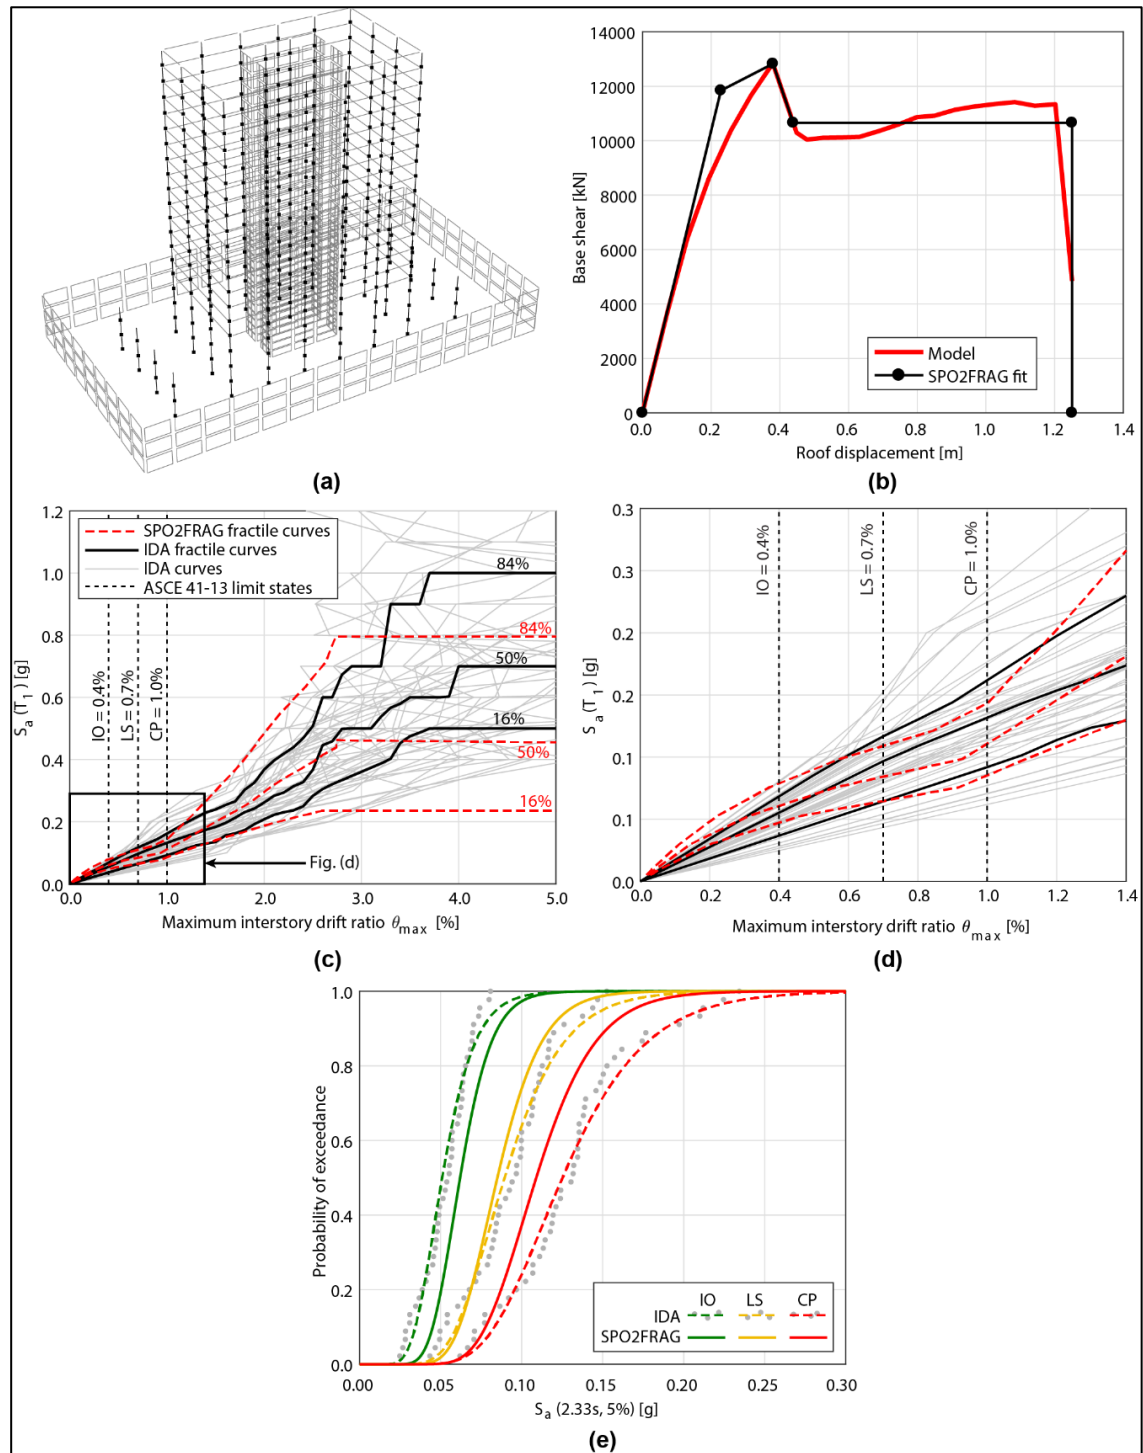 (a)
14000
12000
10000
8000
6000
4000
2000
0
Base shear [kN]
Model
SPO2FRAG fit
0.0 0.2 0.4 0.6 0.8 1.0 1.2 1.4
Roof displacement [m]
(b)
1.2
1.0
0.8
0.6
0.4
0.2
0.0
S_a (T_1) [g]
SPO2FRAG fractile curves
IDA fractile curves
IDA curves
ASCE 41-13 limit states
IO = 0.4%
LS = 0.7%
CP = 1.0%
84%
84%
50%
16%
50%
16%
Fig. (d)
0.0 1.0 2.0 3.0 4.0 5.0
Maximum interstory drift ratio θ_max [%]
(c)
0.3
0.3
0.2
0.2
0.1
0.1
0.0
S_a (T_1) [g]
IO = 0.4%
LS = 0.7%
CP = 1.0%
0.0 0.2 0.4 0.6 0.8 1.0 1.2 1.4
Maximum interstory drift ratio θ_max [%]
(d)
1.0
0.8
0.6
0.4
0.2
0.0
Probability of exceedance
IO LS CP
IDA
SPO2FRAG
0.00 0.05 0.10 0.15 0.20 0.25 0.30
S_a (2.33s, 5%) [g]
(e)